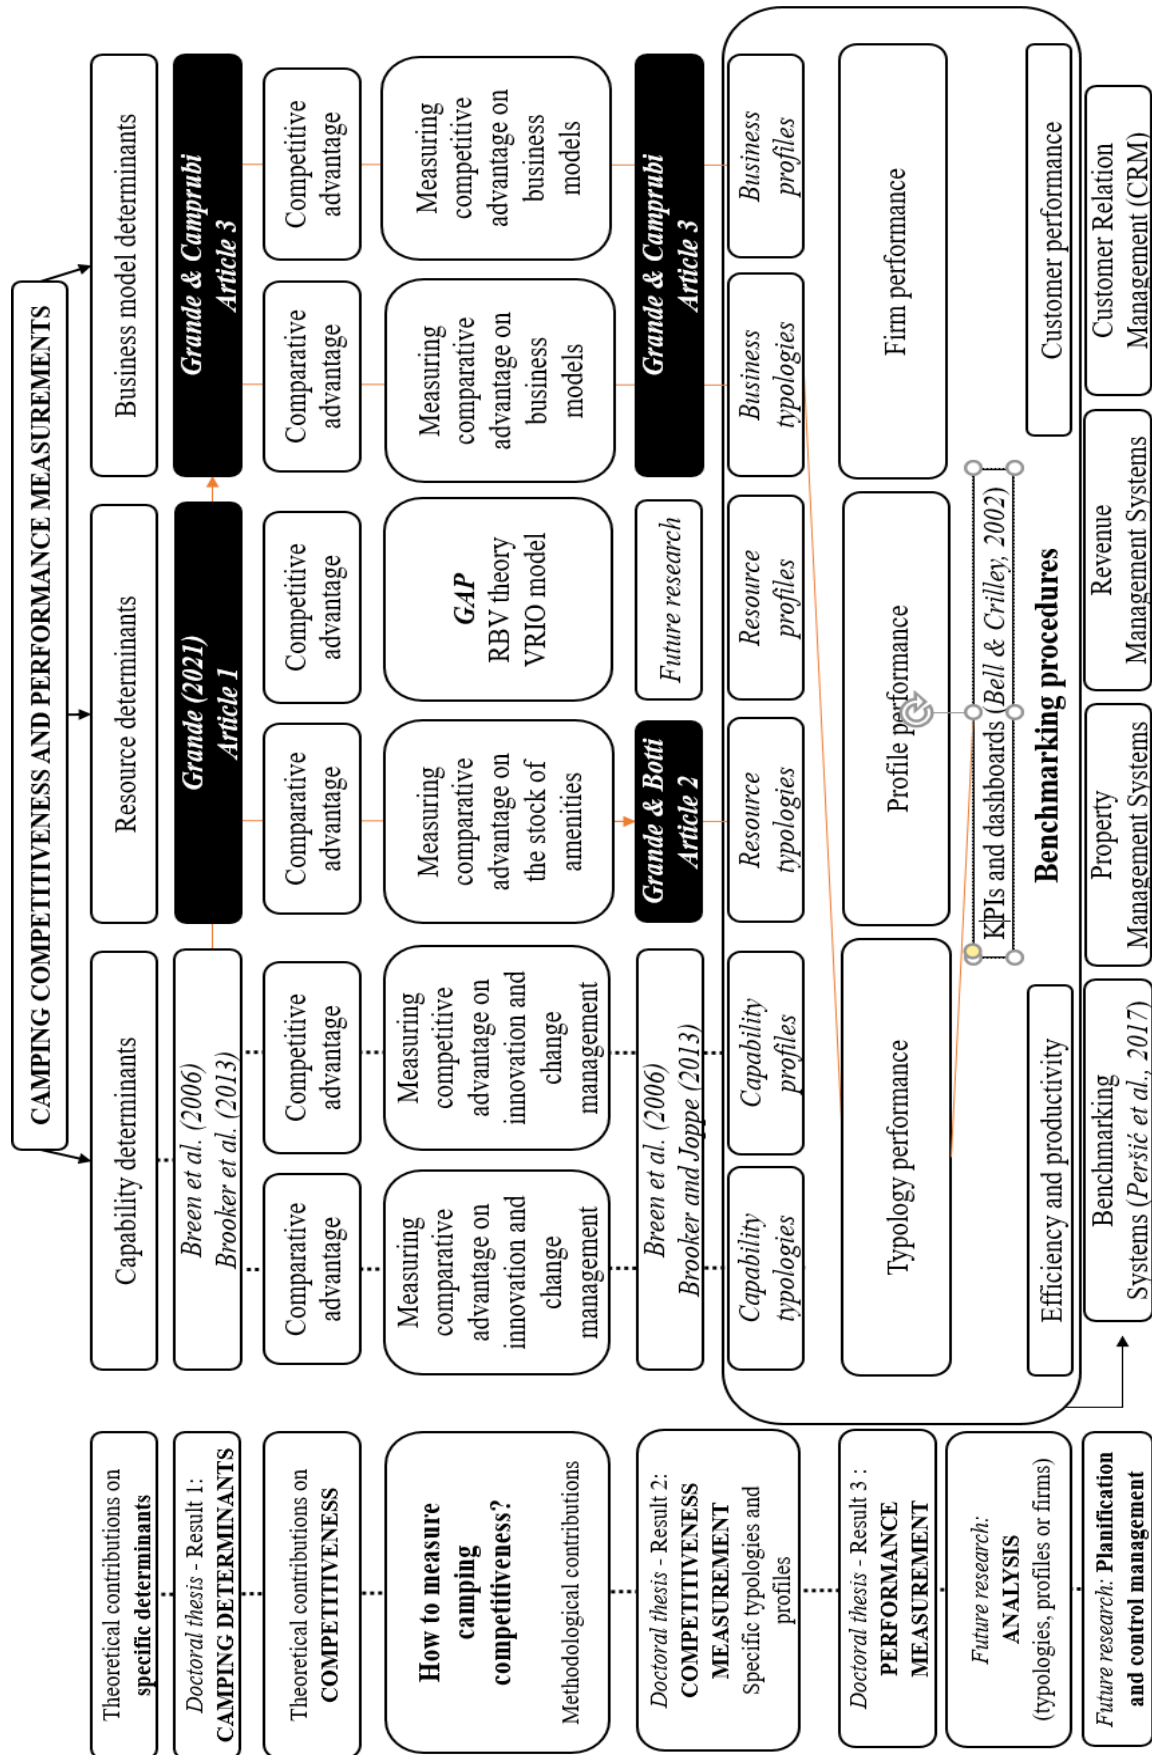 CAMPING COMPETITIVENESS AND PERFORMANCE MEASUREMENTS
Theoretical contributions on
specific determinants
Capability determinants
Resource determinants
Business model determinants
Doctoral thesis - Result 1:
CAMPING DETERMINANTS
Breen et al. (2006)
Brooker et al. (2013)
Grande (2021)
Article 1
Grande & Camprubi
Article 3
Theoretical contributions on
COMPETITIVENESS
Comparative
advantage
Competitive
advantage
Comparative
advantage
Competitive
advantage
Comparative
advantage
Competitive
advantage
How to measure
camping
competitiveness?
Methodological contributions
Measuring
comparative
advantage on
innovation and
change
management
Measuring
competitive
advantage on
innovation and
change
management
Measuring
comparative
advantage on
the stock of
amenities
GAP
RBV theory
VRIO model
Measuring
comparative
advantage on
business
models
Measuring
competitive
advantage on
business
models
Doctoral thesis - Result 2:
COMPETITIVENESS
MEASUREMENT
Specific typologies and
profiles
Breen et al. (2006)
Brooker and Joppe (2013)
Grande & Botti
Article 2
Future research
Grande & Camprubi
Article 3
Capability
typologies
Capability
profiles
Resource
typologies
Resource
profiles
Business
typologies
Business
profiles
Doctoral thesis - Result 3 :
PERFORMANCE
MEASUREMENT
Typology performance
Profile performance
Firm performance
Future research:
ANALYSIS
(typologies, profiles or firms)
KPIs and dashboards (Bell & Crilley, 2002)
Efficiency and productivity
Benchmarking procedures
Customer performance
Future research: Planification
and control management
Benchmarking
Systems (Peršić et al., 2017)
Property
Management Systems
Revenue
Management Systems
Customer Relation
Management (CRM)